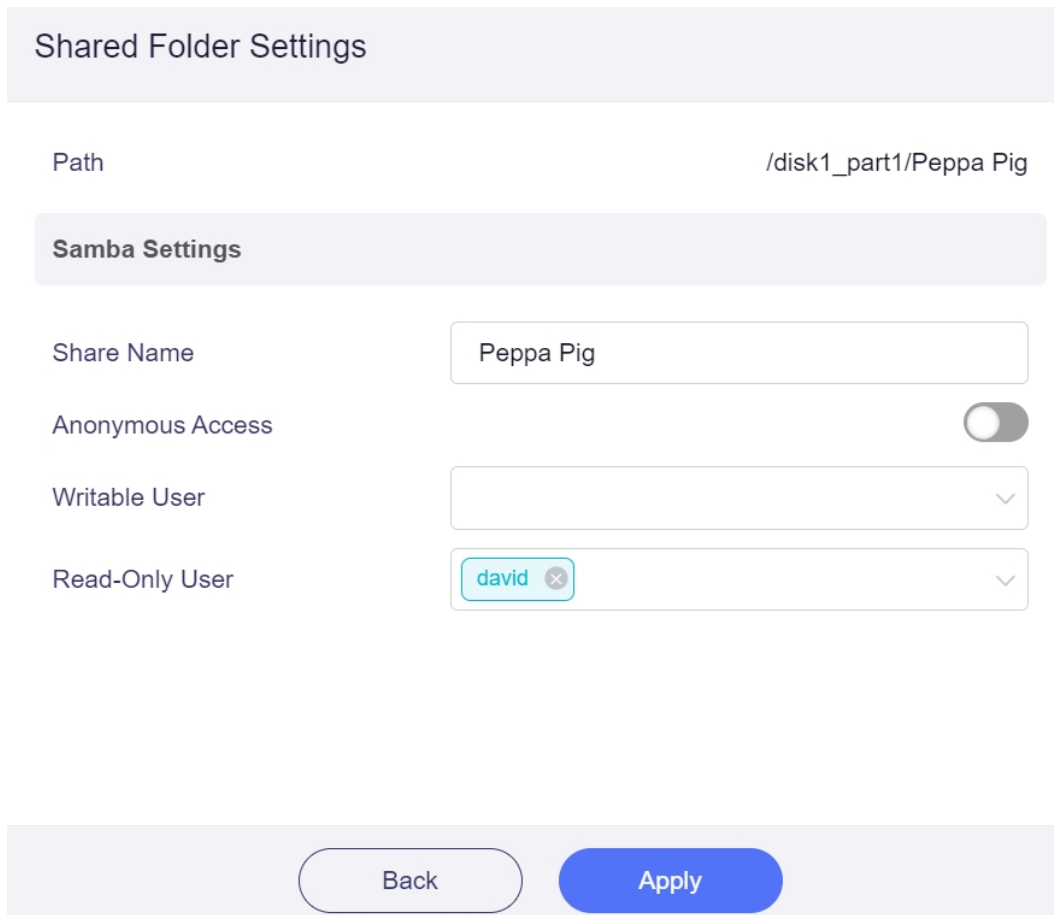 Shared Folder Settings
Path /disk1_part1/Peppa Pig
Samba Settings
Share Name Peppa Pig
Anonymous Access
Writable User
Read-Only User david
Back Apply